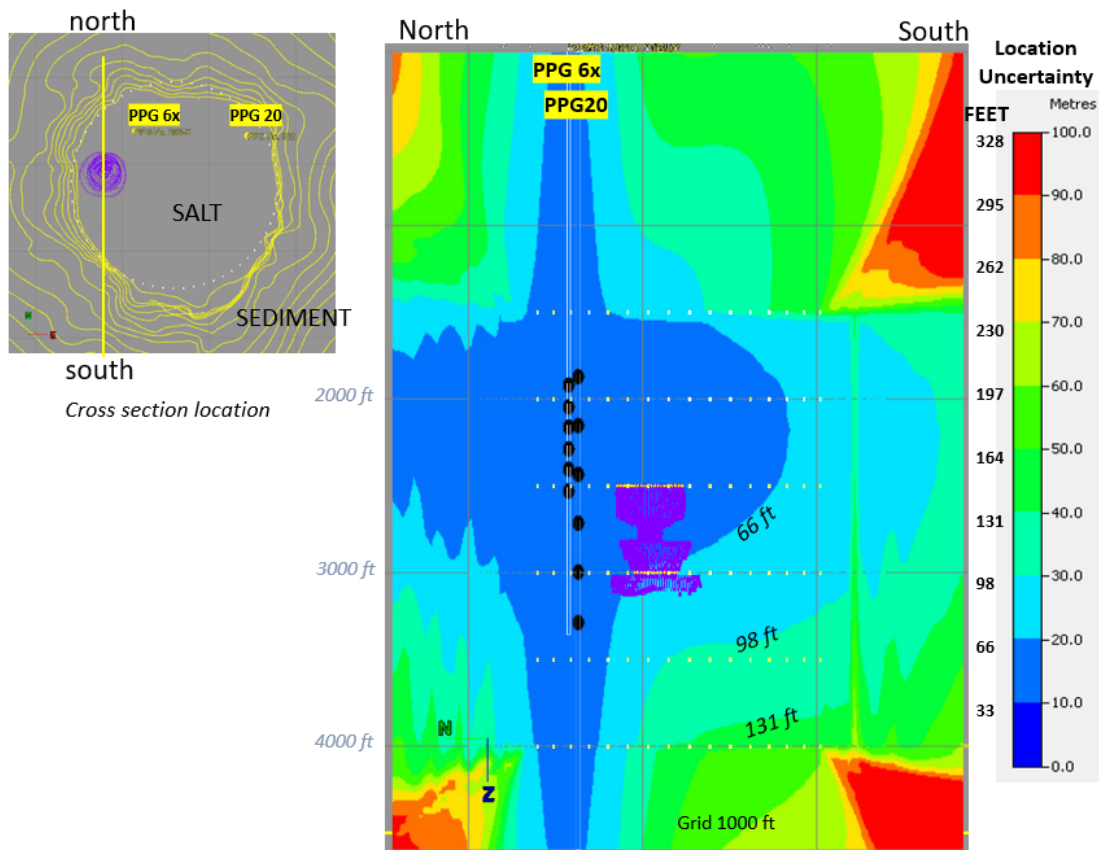 north
PPG 6x
PPG 20
SALT
SEDIMENT
N
E
south
Cross section location
North
South
PPG 6x
PPG20
2000 ft
3000 ft
4000 ft
66 ft
98 ft
131 ft
N
Z
Grid 1000 ft
Location
Uncertainty
Metres
FEET
328
295
262
230
197
164
131
98
66
33
100.0
90.0
80.0
70.0
60.0
50.0
40.0
30.0
20.0
10.0
0.0